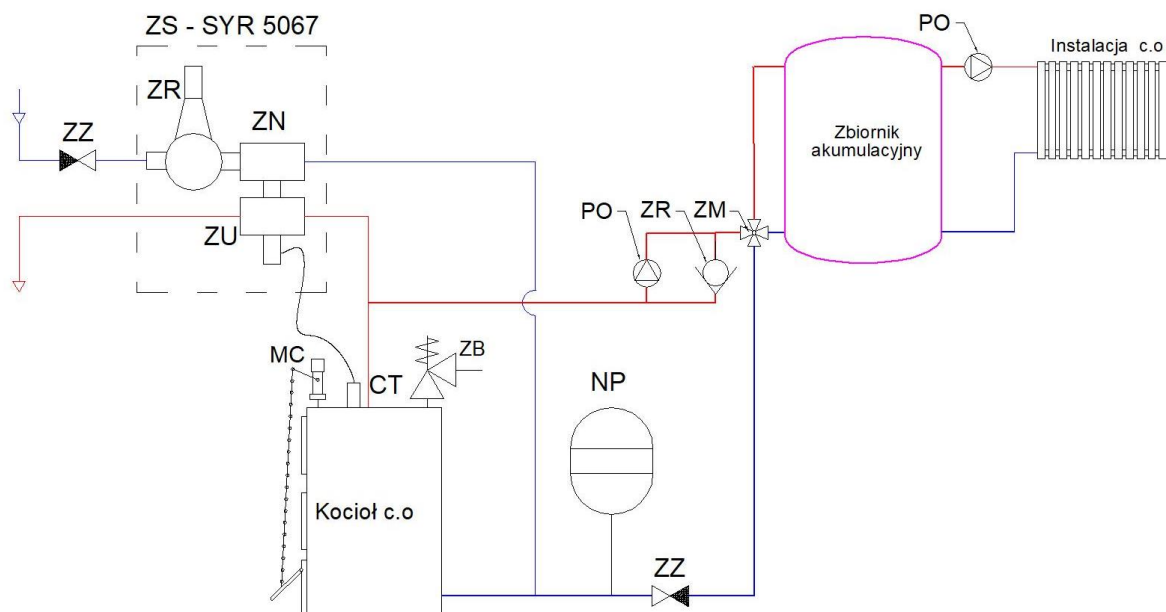 ZS - SYR 5067
PO
Instalacja c.o
ZR
ZN
ZZ
Zbiornik
akumulacyjny
PO
ZR
ZM
ZU
MC
ZB
CT
NP
Kocioł c.o
ZZ